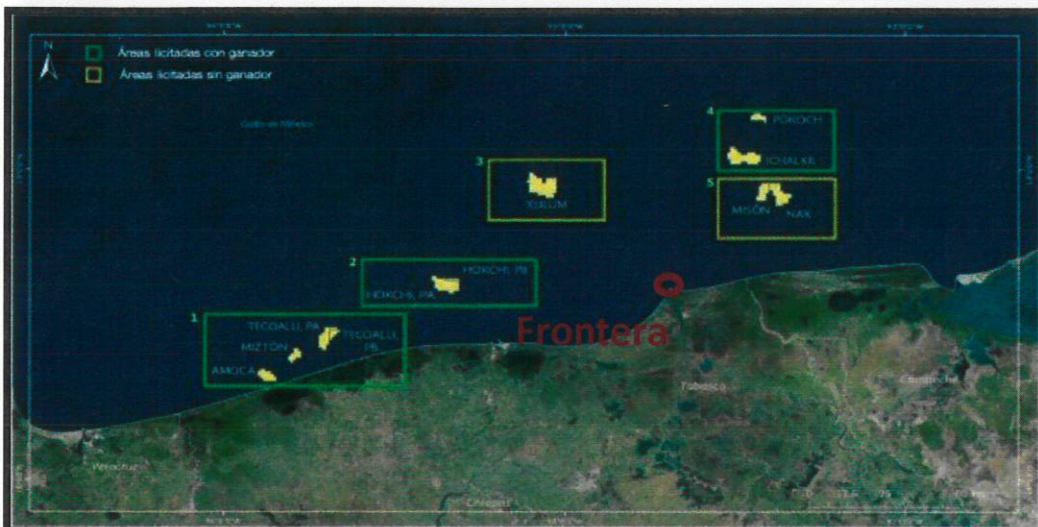 N
Áreas licitadas con ganador
Áreas licitadas sin ganador
Golfo de México
4
POKOCH
ICHALKIL
3
XULUM
5
MISÓN
NAK
2
HOKCHI, PB
HOKCHI, PA
1
TECOALLI, PA
TECOALLI, PB
MIZTÓN
AMOCA
Frontera
Tabasco
Campeche
Veracruz
Chiapas